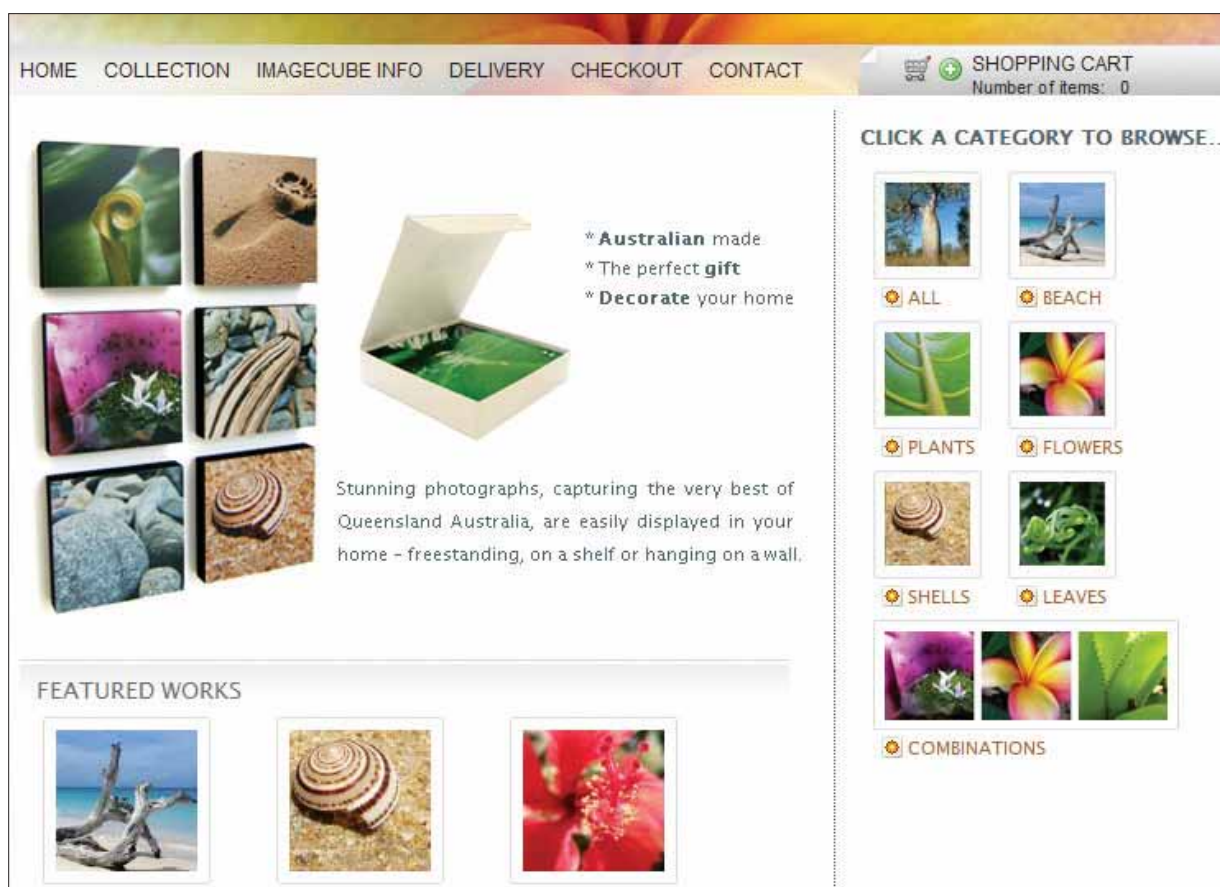 HOME COLLECTION IMAGECUBE INFO DELIVERY CHECKOUT CONTACT
SHOPPING CART
Number of items: 0
* Australian made
* The perfect gift
* Decorate your home
Stunning photographs, capturing the very best of
Queensland Australia, are easily displayed in your
home – freestanding, on a shelf or hanging on a wall.
FEATURED WORKS
CLICK A CATEGORY TO BROWSE..
ALL BEACH
PLANTS FLOWERS
SHELLS LEAVES
COMBINATIONS